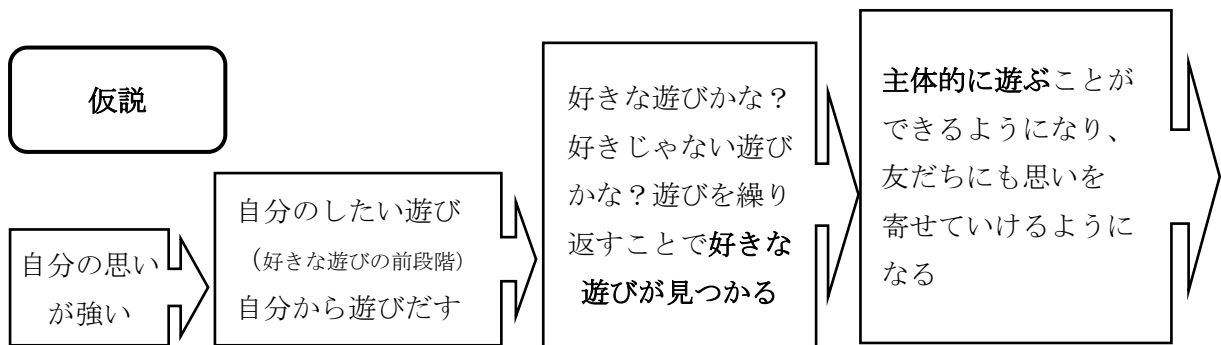 仮説
自分の思い
が強い
自分のしたい遊び
（好きな遊びの前段階）
自分から遊びだす
好きな遊びかな？
好きじゃない遊び
かな？遊びを繰り
返すことで好きな
遊びが見つかる
主体的に遊ぶことが
できるようになり、
友だちにも思いを
寄せていけるように
なる